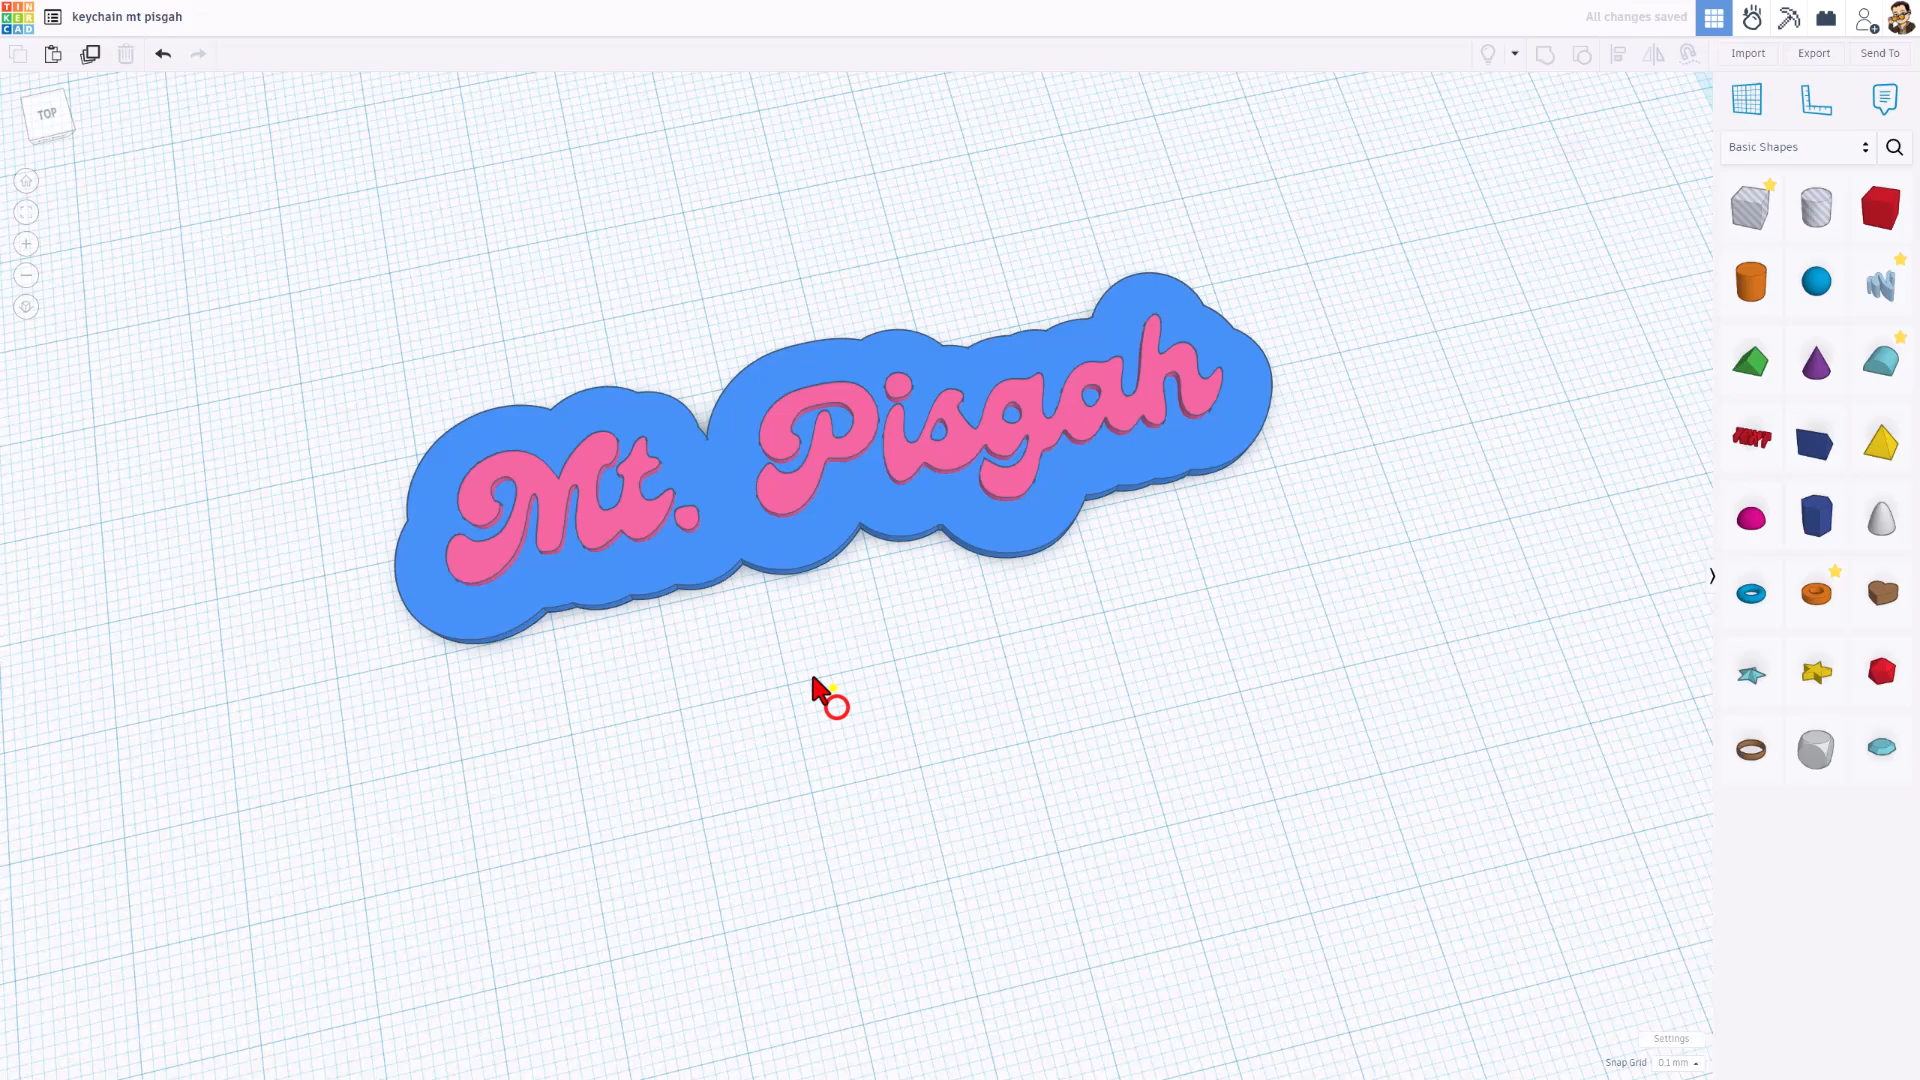 TIN
KER
CAD
keychain mt pisgah
All changes saved
Import
Export
Send To
TOP
Basic Shapes
Mt. Pisgah
TEXT
Settings
Snap Grid
0.1 mm